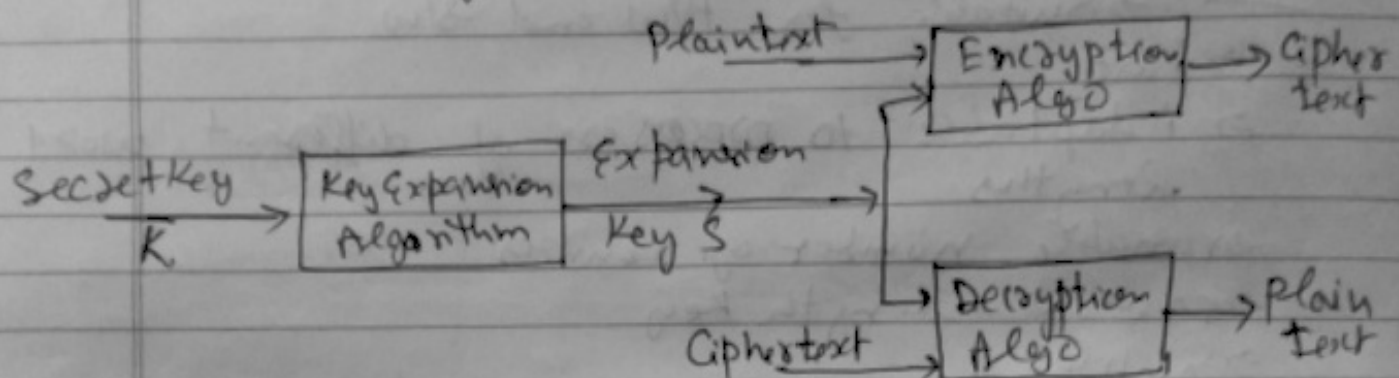 Plaintext
Encryption
Algo
Cipher
text
Secret Key
K
Key Expansion
Algorithm
Expansion
Key S
Ciphertext
Decryption
Algo
Plain
text